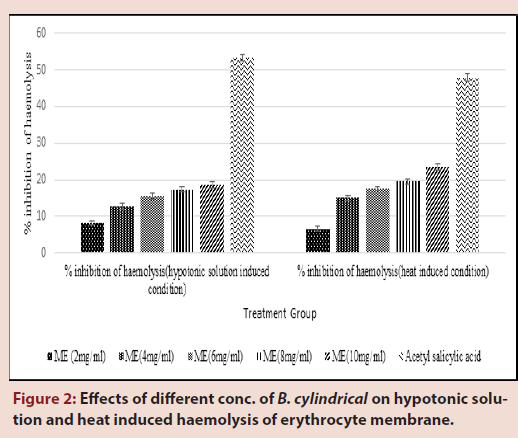 60
50
40
30
20
10
0
% inhibition of haemolysis
% inhibition of haemolysis(hypotonic solution induced
condition)
% inhibition of haemolysis(heat induced condition)
Treatment Group
ME (2mg/ml) ME(4mg/ml) ME(6mg/ml) ME(8mg/ml) ME(10mg/ml) Acetyl salicylic acid
Figure 2: Effects of different conc. of B. cylindrical on hypotonic solu-
tion and heat induced haemolysis of erythrocyte membrane.